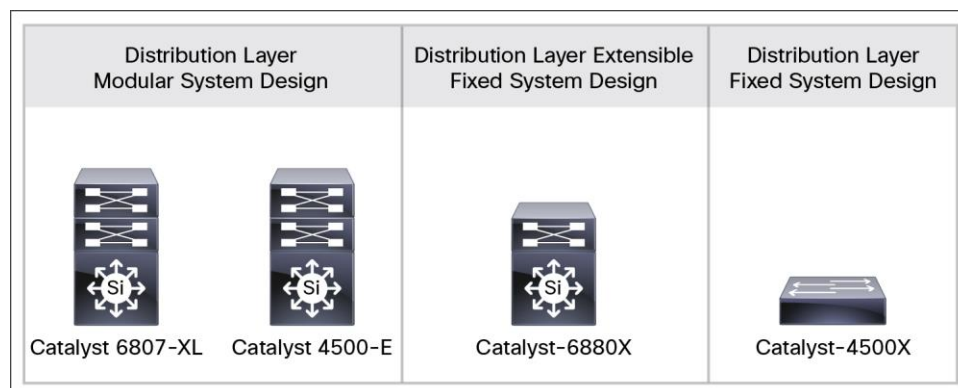 Distribution Layer
Modular System Design
Distribution Layer Extensible
Fixed System Design
Distribution Layer
Fixed System Design
Si
Si
Si
Catalyst 6807-XL
Catalyst 4500-E
Catalyst-6880X
Catalyst-4500X